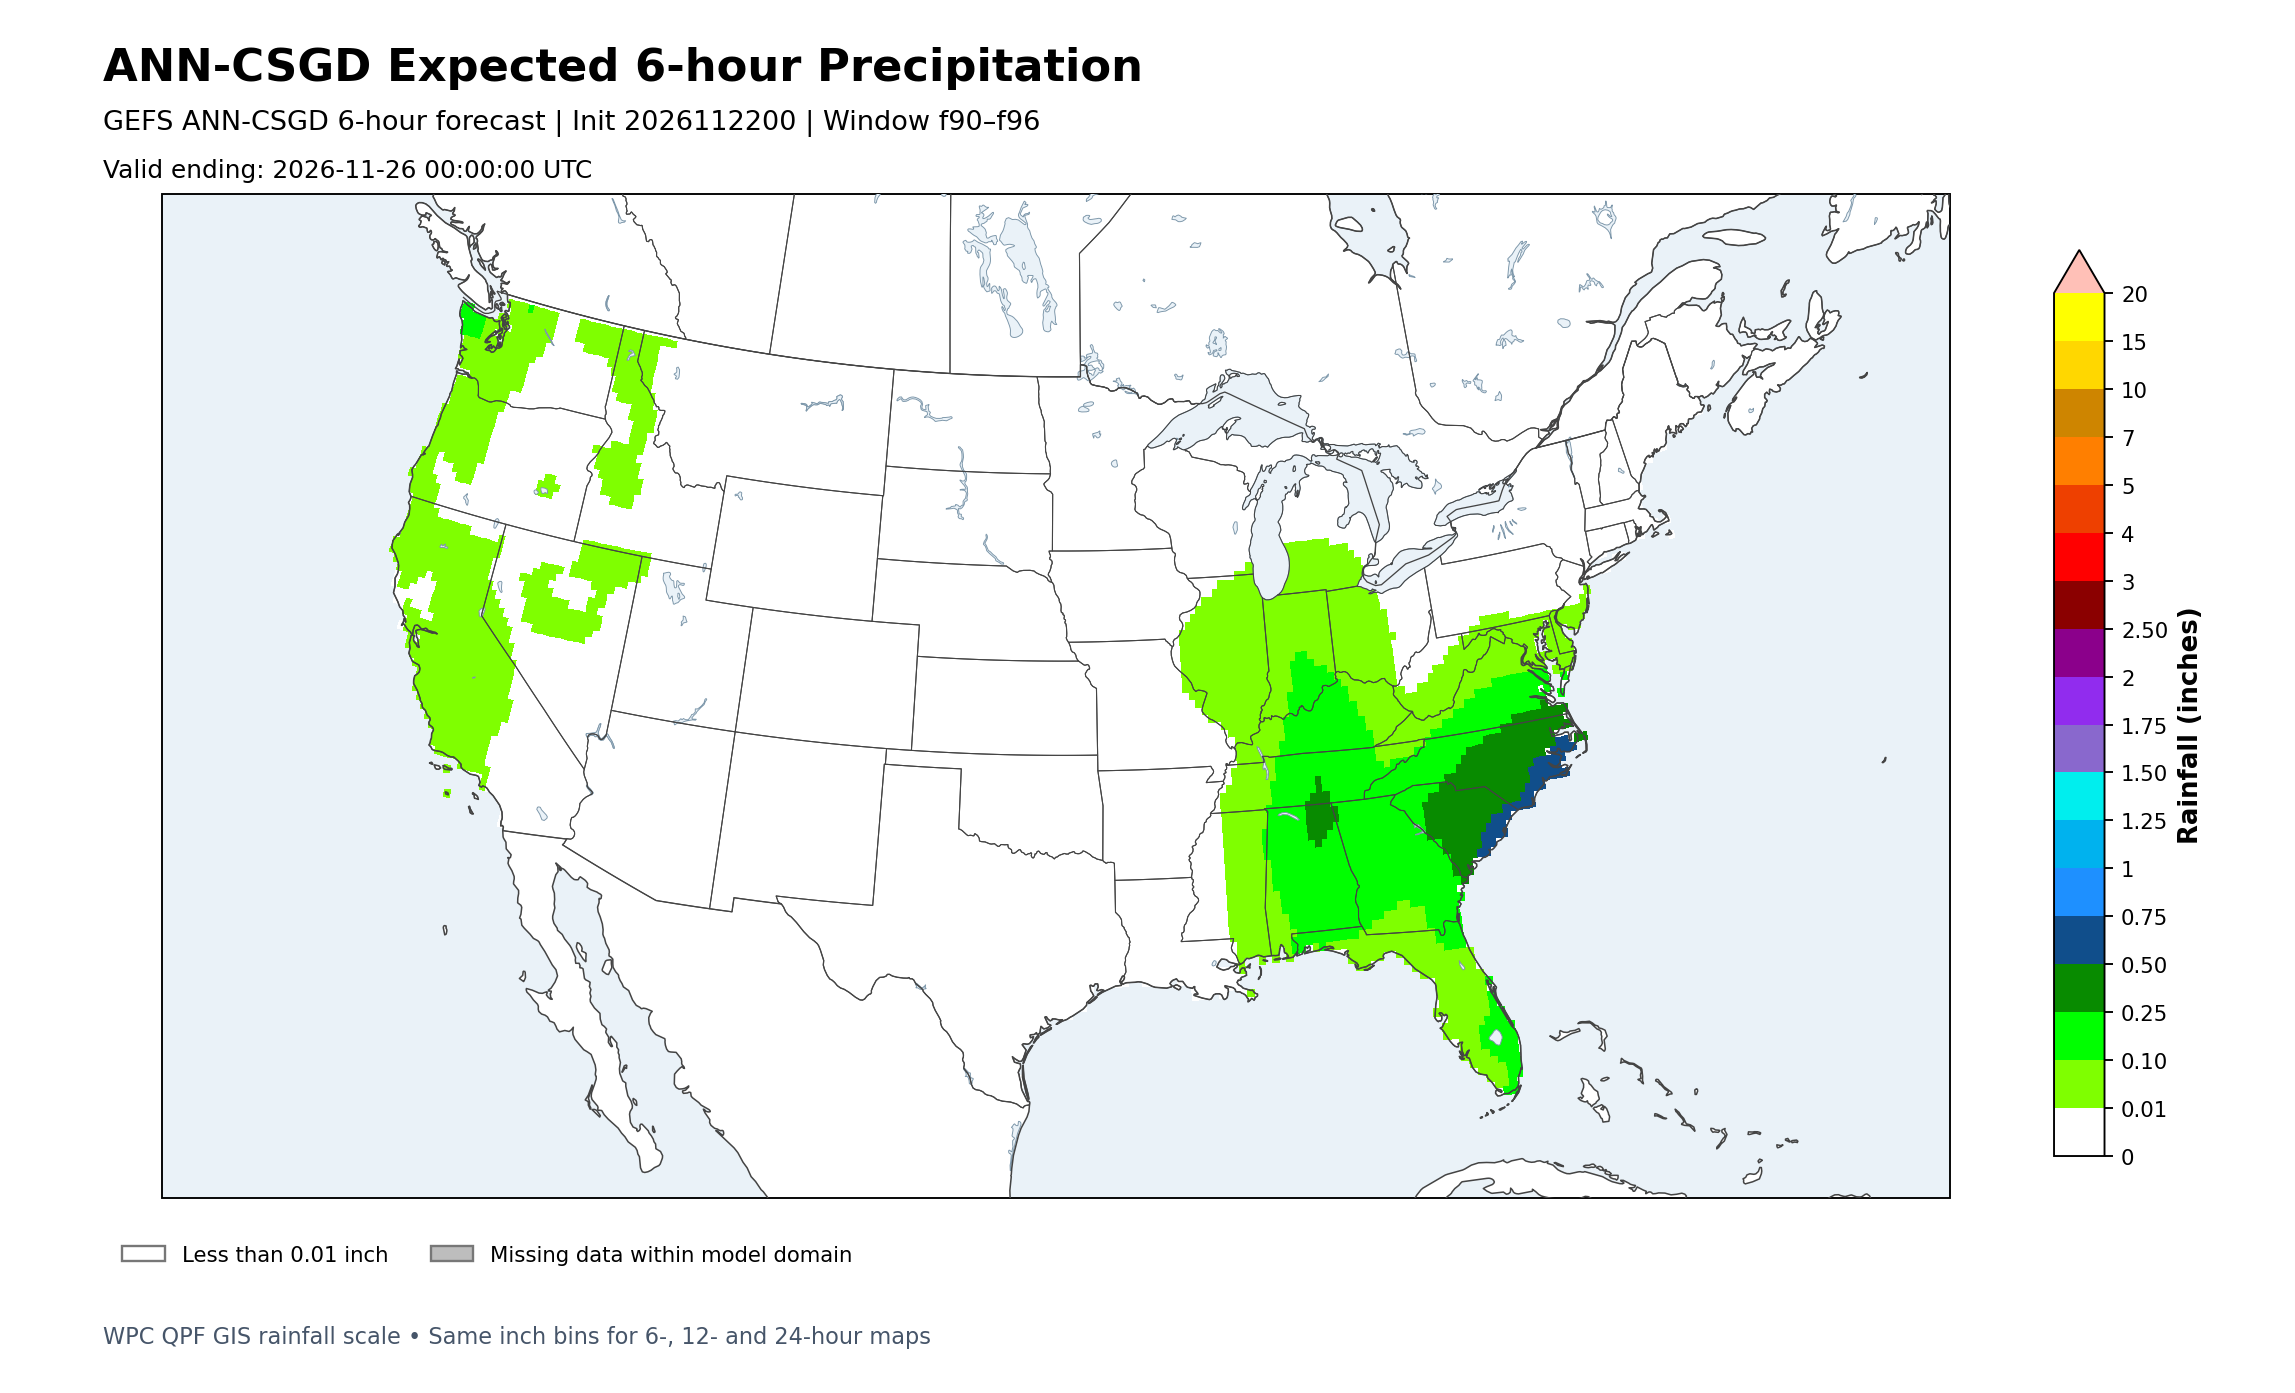 ANN-CSGD Expected 6-hour Precipitation
GEFS ANN-CSGD 6-hour forecast | Init 2026112200 | Window f90–f96
Valid ending: 2026-11-26 00:00:00 UTC
20
15
10
7
5
4
3
2.50
2
1.75
1.50
1.25
1
0.75
0.50
0.25
0.10
0.01
0
Rainfall (inches)
Less than 0.01 inch
Missing data within model domain
WPC QPF GIS rainfall scale • Same inch bins for 6-, 12- and 24-hour maps